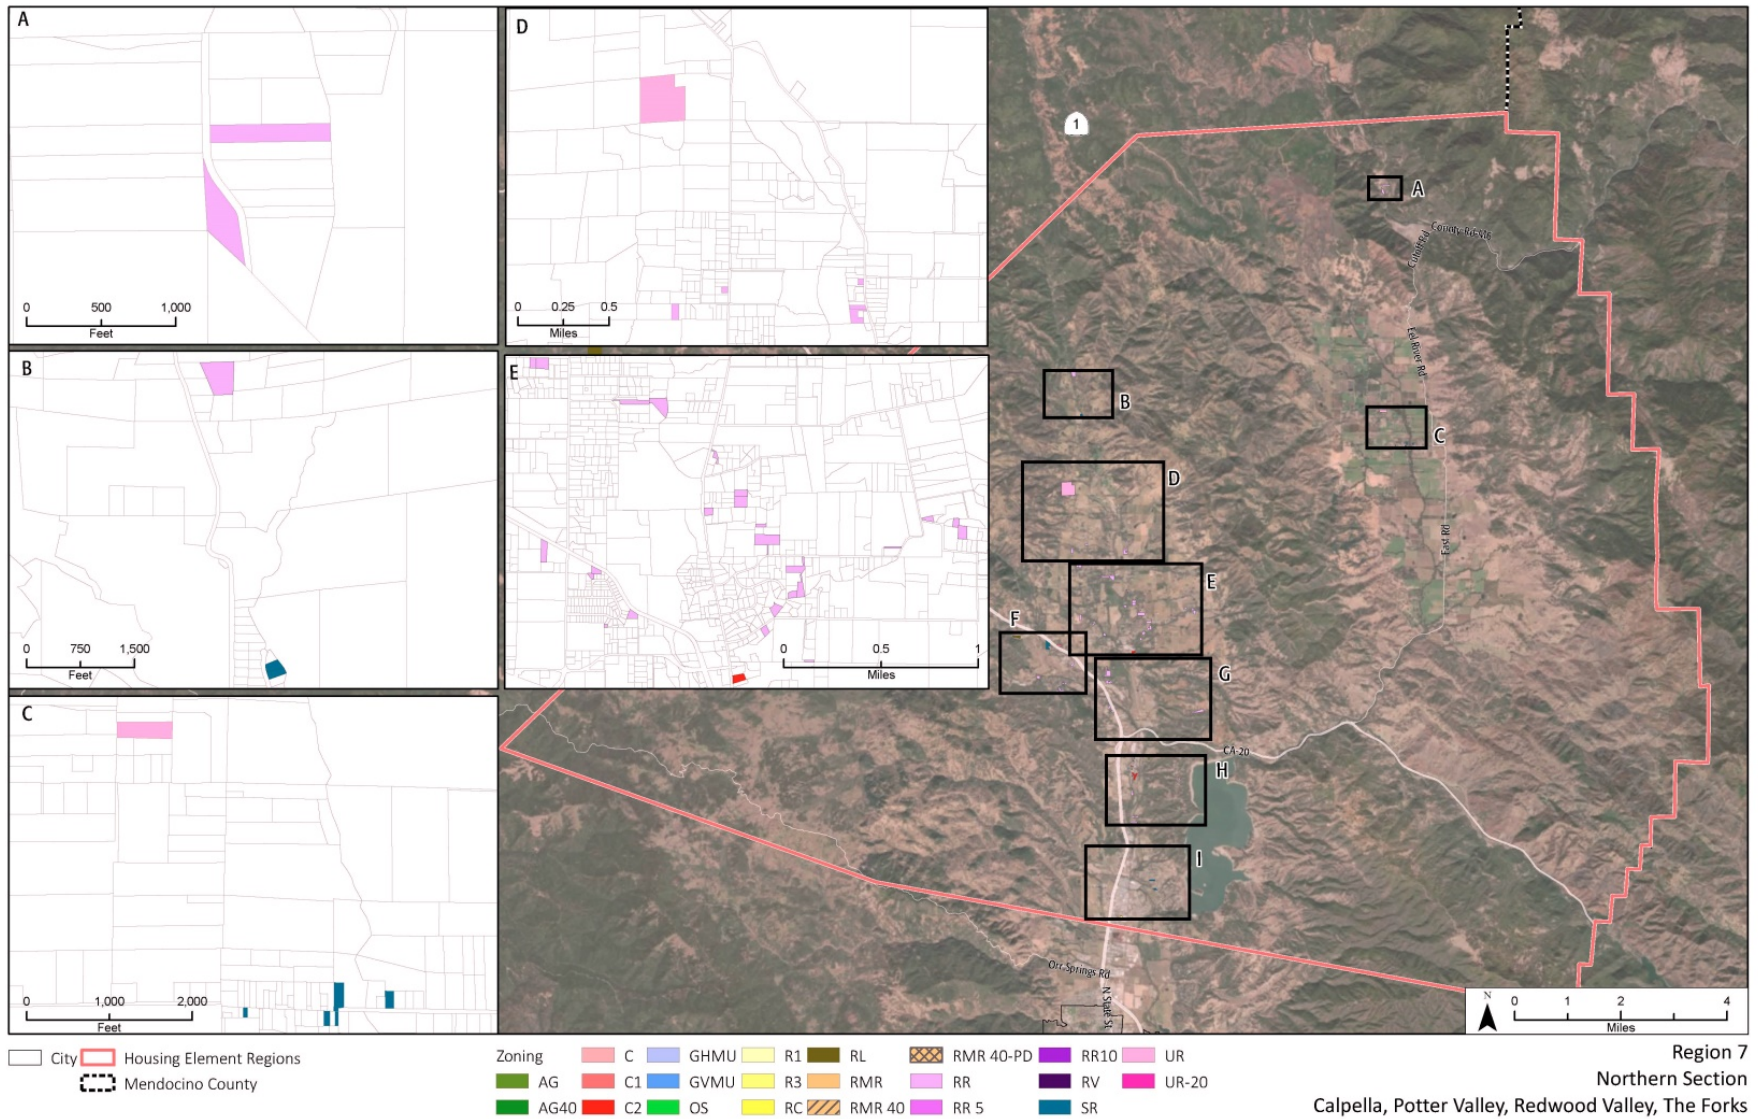 A
0 500 1,000
Feet
B
0 750 1,500
Feet
C
0 1,000 2,000
Feet
D
0 0.25 0.5
Miles
E
0 0.5 1
Miles
1
A
County Rd
Eel River Rd
B
C
D
East Rd
E
F
G
CA-20
H
I
Orr Springs Rd
N State St
N
0 1 2 4
Miles
City
Housing Element Regions
Mendocino County
Zoning
AG
AG40
C
C1
C2
GHMU
GVMU
OS
R1
R3
RC
RL
RMR
RMR 40
RMR 40-PD
RR
RR 5
RR10
RV
SR
UR
UR-20
Region 7
Northern Section
Calpella, Potter Valley, Redwood Valley, The Forks